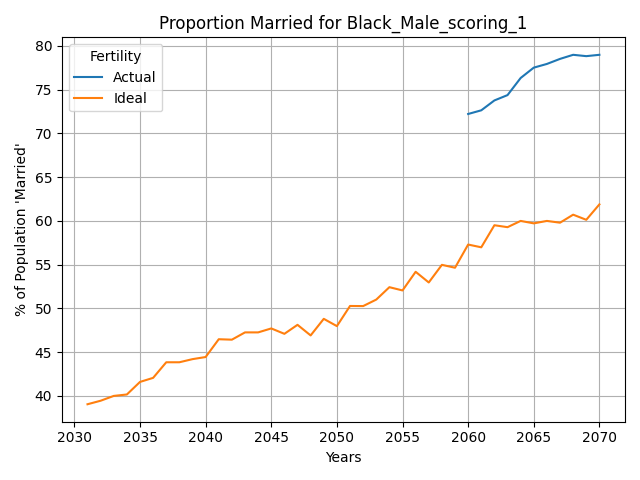 Proportion Married for Black_Male_scoring_1
Fertility
Actual
Ideal
% of Population 'Married'
80
75
70
65
60
55
50
45
40
2030 2035 2040 2045 2050 2055 2060 2065 2070
Years